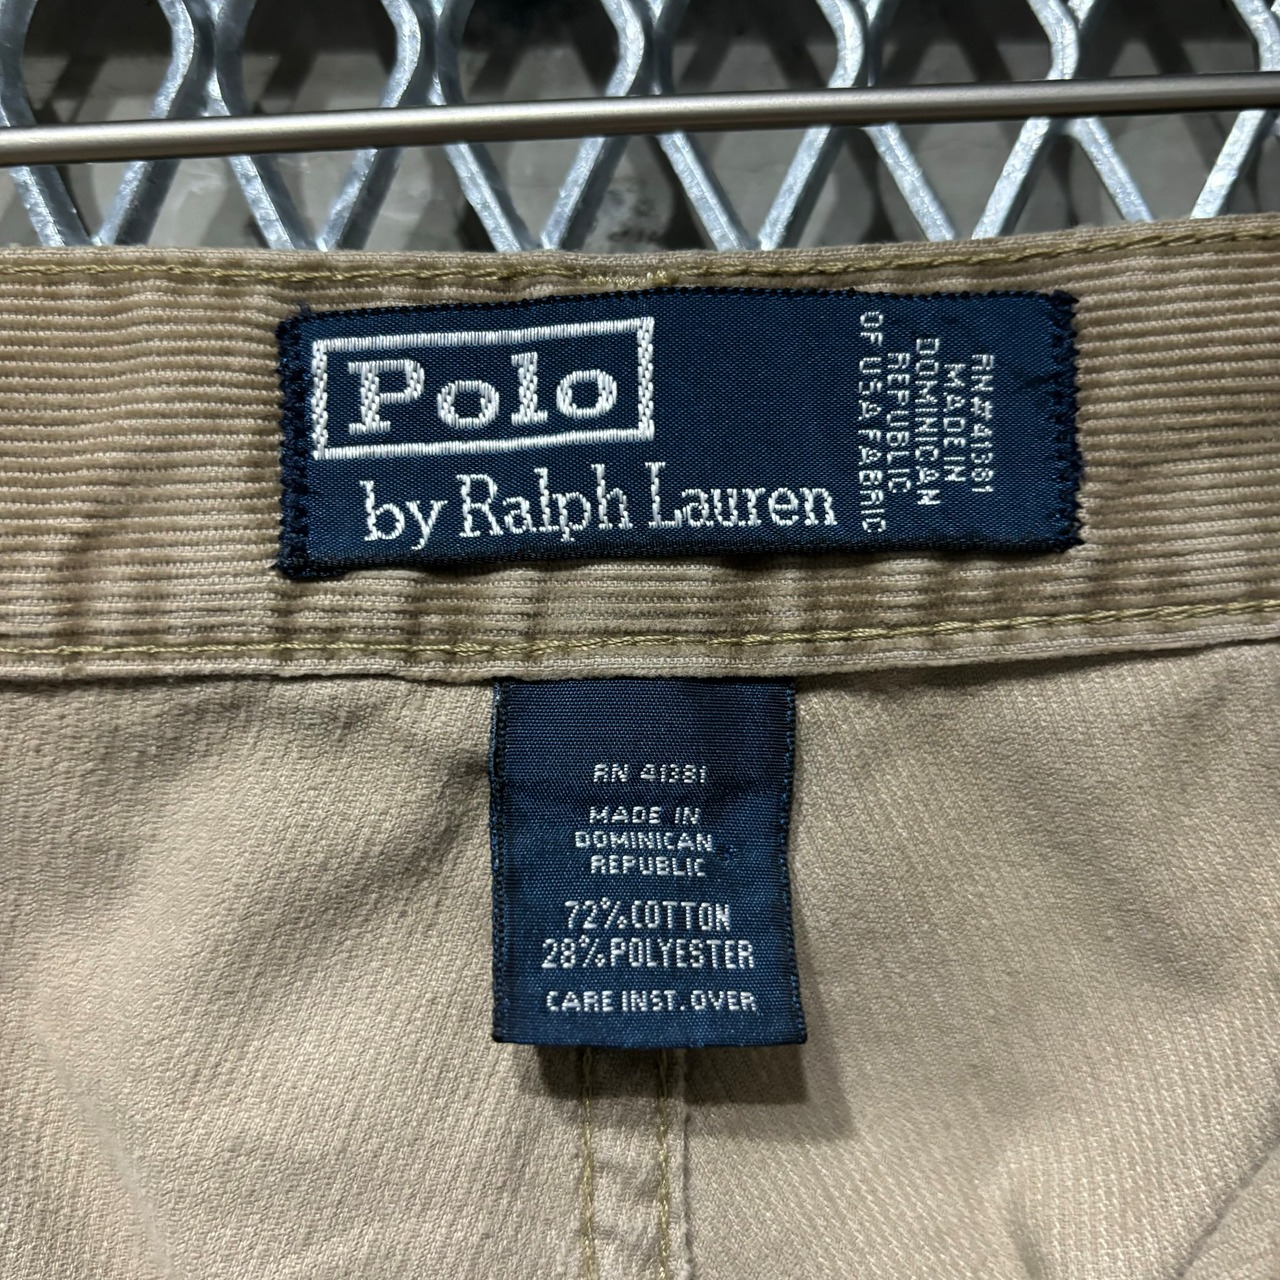 Polo
by Ralph Lauren
RN#41381
MADE IN
DOMINICAN
REPUBLIC
OF USA FABRIC
RN 41381
MADE IN
DOMINICAN
REPUBLIC
72% COTTON
28% POLYESTER
CARE INST. OVER